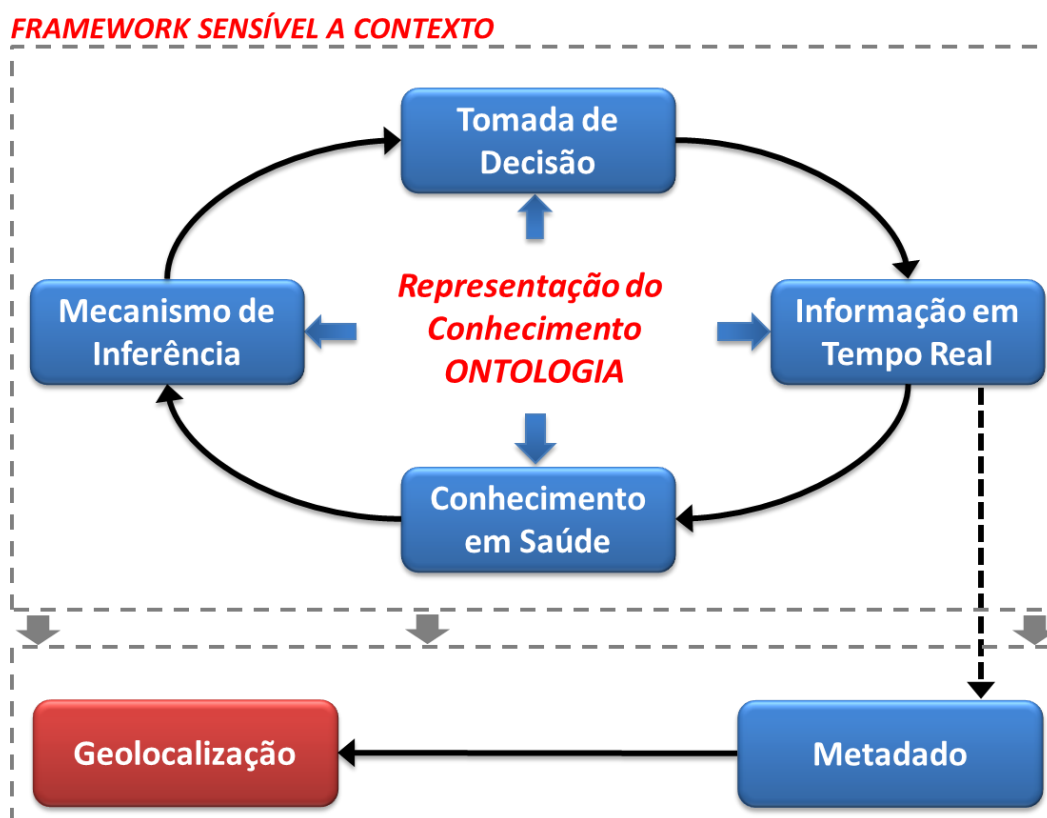 FRAMEWORK SENSÍVEL A CONTEXTO
Tomada de
Decisão
Mecanismo de
Inferência
Representação do
Conhecimento
ONTOLOGIA
Informação em
Tempo Real
Conhecimento
em Saúde
Geolocalização
Metadado